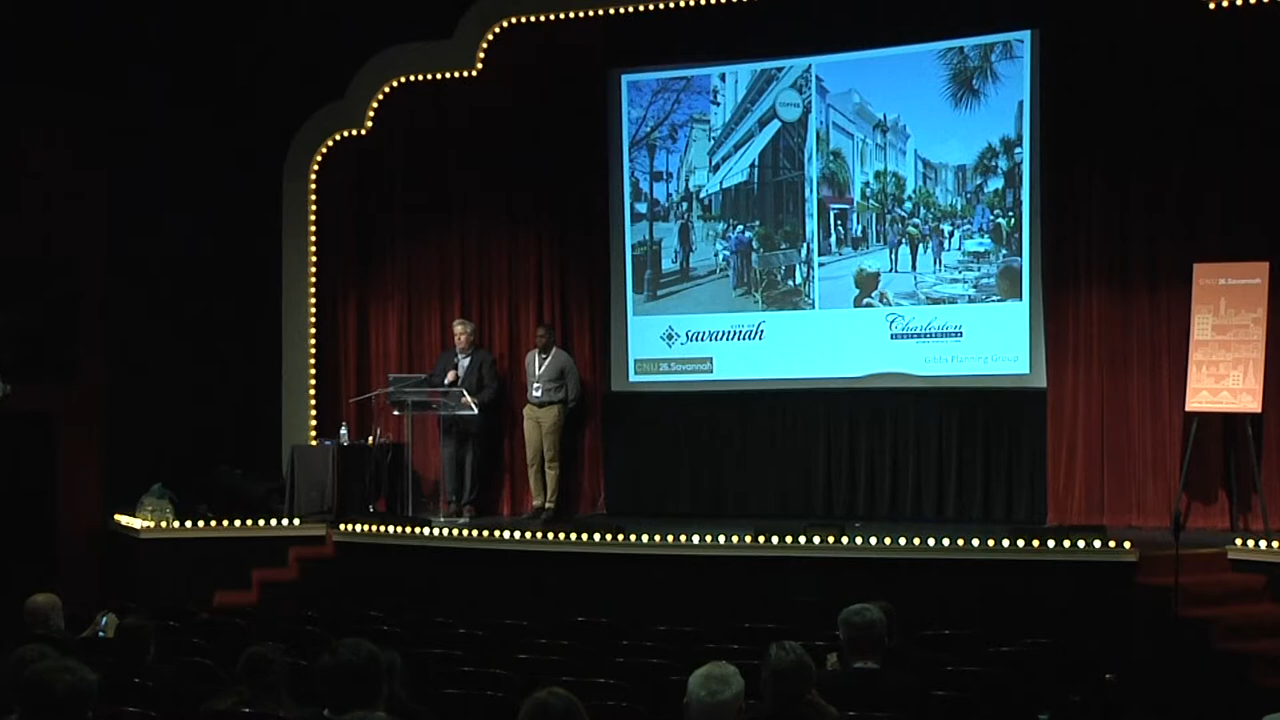 COFFEE
CITY OF
savannah
Charleston
SOUTH CAROLINA
CNU 26.Savannah
Gibbs Planning Group
CNU 26.Savannah